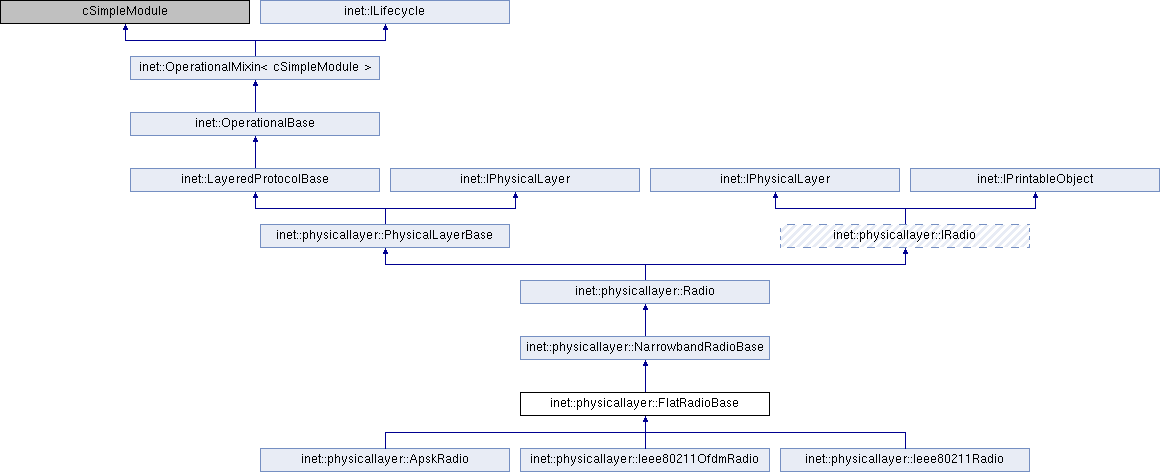 cSimpleModule
inet::ILifecycle
inet::OperationalMixin< cSimpleModule >
inet::OperationalBase
inet::LayeredProtocolBase
inet::IPhysicalLayer
inet::IPhysicalLayer
inet::IPrintableObject
inet::physicallayer::PhysicalLayerBase
inet::physicallayer::IRadio
inet::physicallayer::Radio
inet::physicallayer::NarrowbandRadioBase
inet::physicallayer::FlatRadioBase
inet::physicallayer::ApskRadio
inet::physicallayer::Ieee80211OfdmRadio
inet::physicallayer::Ieee80211Radio